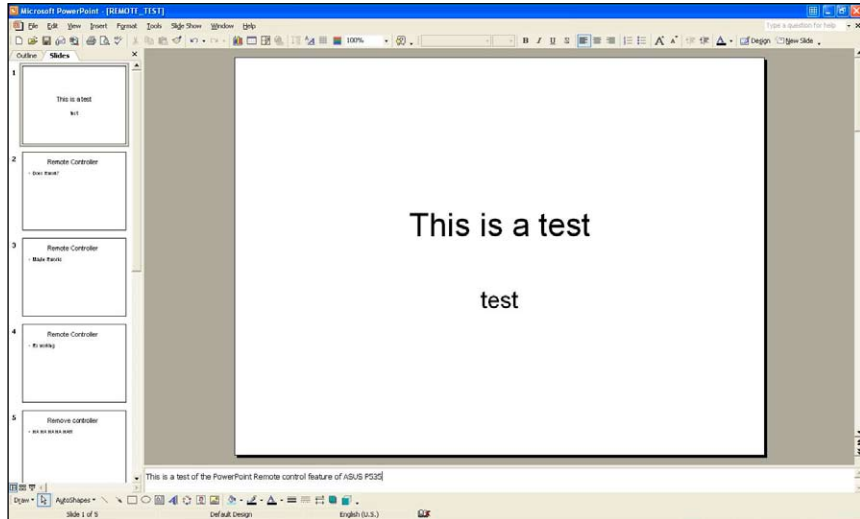 Microsoft PowerPoint - [REMOTE_TEST]
File Edit View Insert Format Tools Slide Show Window Help
Type a question for help
100%
B I U S
Design New Slide
Outline Slides
1
This is a test
test
2
Remote Controller
3
Remote Controller
4
Remote Controller
5
Remove controller
This is a test
test
This is a test of the PowerPoint Remote control feature of ASUS P535
Draw AutoShapes
Slide 1 of 5 Default Design English (U.S.)